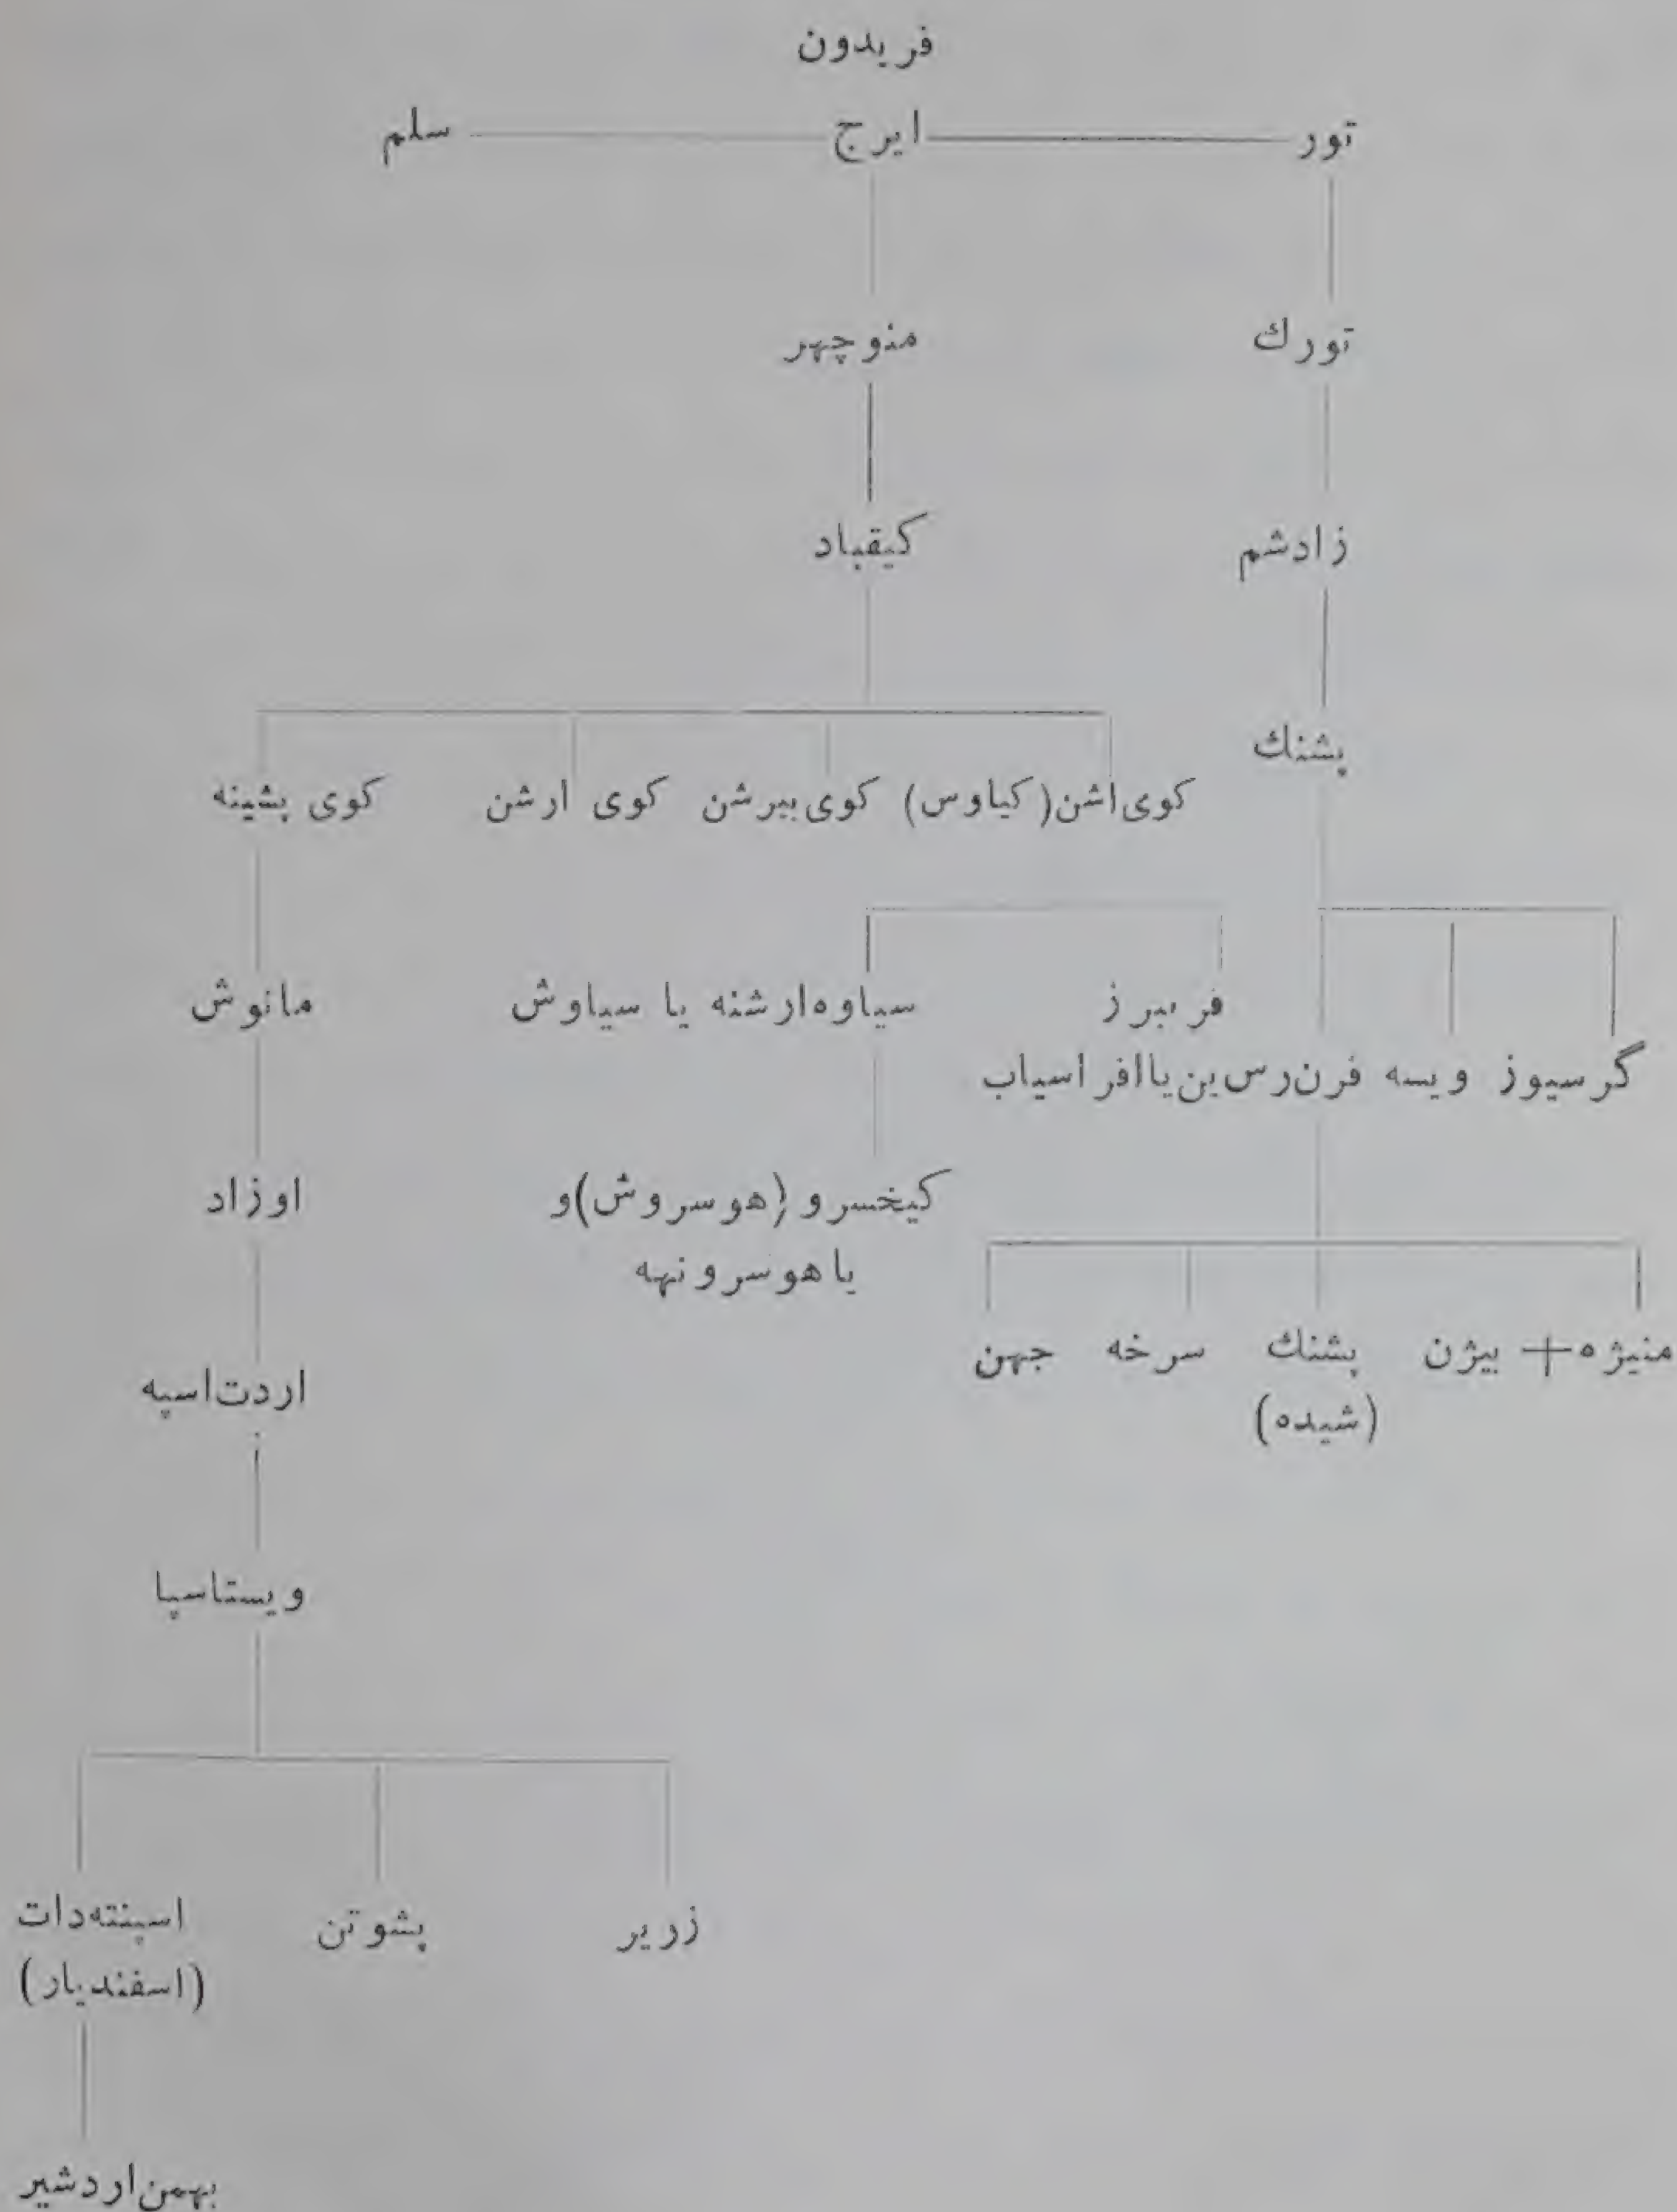 فریدون
تور ایرج سلم
تورك منوچهر
زادشم کیقباد
پشنك
کوی‌اشن (کیاوس) کوی‌بیرشن کوی ارشن کوی پشینه
فریبرز سیاوه‌ارشنه یا سیاوش مانوش
گرسیوز ویسه فرن‌رس‌ین‌یا‌افراسیاب
کیخسرو (هوسروش) و اوزاد
یا هوسرونهه
منیژه + بیژن پشنك سرخه جهن
اردت‌اسپه
(شیده)
ویستاسپا
زریر پشوتن اسپنته‌دات
(اسفندیار)
بهمن‌اردشیر